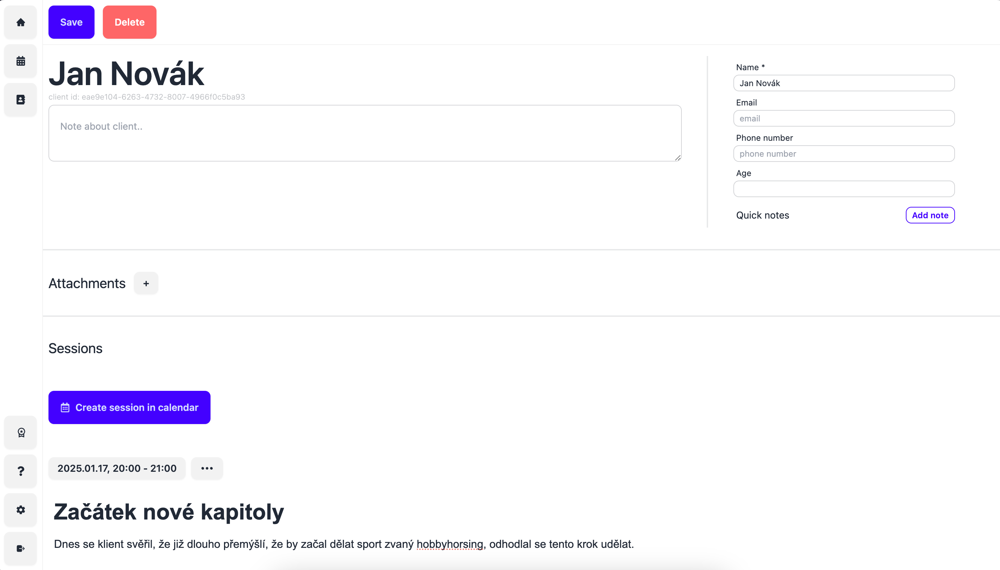 Save
Delete
Jan Novák
client id: eae9e104-6263-4732-8007-4966f0c5ba93
Note about client..
Name *
Jan Novák
Email
email
Phone number
phone number
Age
Quick notes
Add note
Attachments
+
Sessions
Create session in calendar
2025.01.17, 20:00 - 21:00
•••
Začátek nové kapitoly
Dnes se klient svěřil, že již dlouho přemýšlí, že by začal dělat sport zvaný hobbyhorsing, odhodlal se tento krok udělat.
?